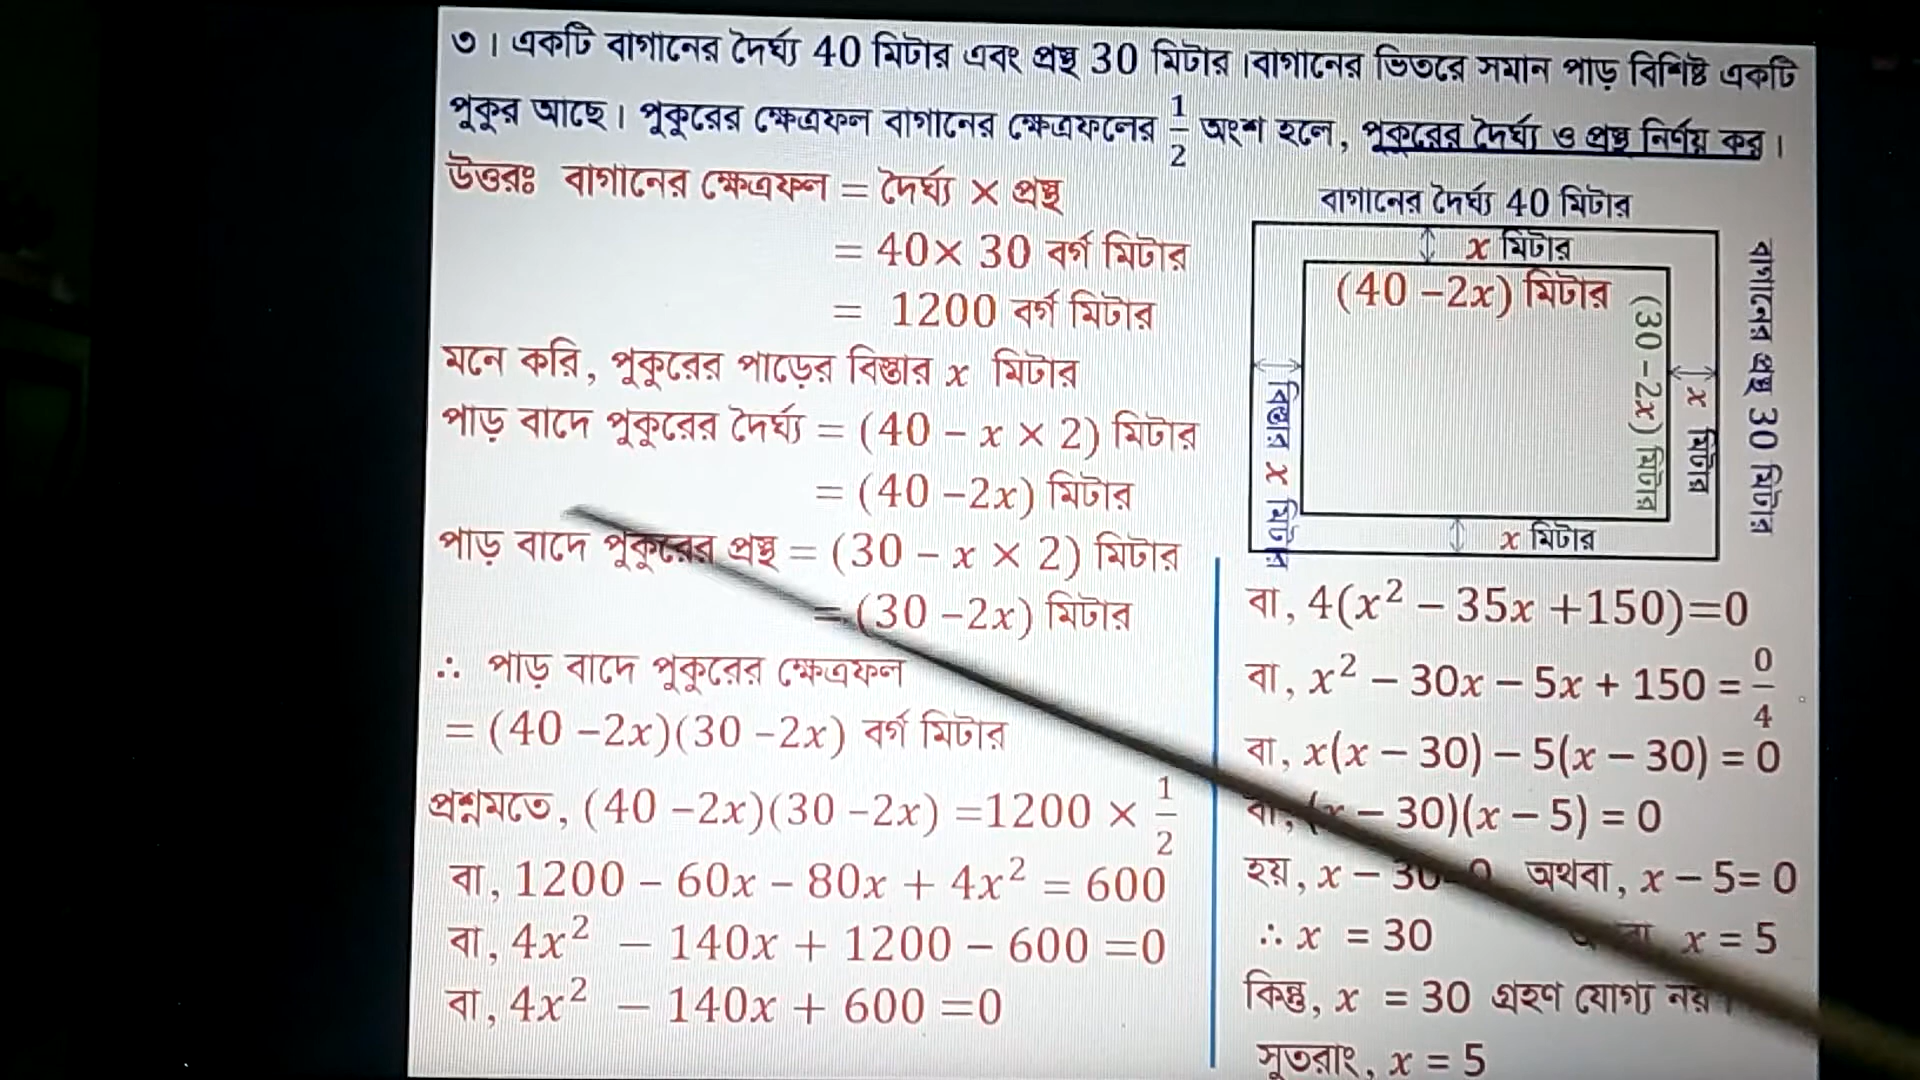 ৩। একটি বাগানের দৈর্ঘ্য 40 মিটার এবং প্রস্থ 30 মিটার।বাগানের ভিতরে সমান পাড় বিশিষ্ট একটি
পুকুর আছে। পুকুরের ক্ষেত্রফল বাগানের ক্ষেত্রফলের 1/2 অংশ হলে, পুকুরের দৈর্ঘ্য ও প্রস্থ নির্ণয় কর।
উত্তরঃ বাগানের ক্ষেত্রফল = দৈর্ঘ্য × প্রস্থ
= 40× 30 বর্গ মিটার
= 1200 বর্গ মিটার
মনে করি, পুকুরের পাড়ের বিস্তার x মিটার
পাড় বাদে পুকুরের দৈর্ঘ্য = (40 − x × 2) মিটার
= (40 −2x) মিটার
পাড় বাদে পুকুরের প্রস্থ = (30 − x × 2) মিটার
= (30 −2x) মিটার
∴ পাড় বাদে পুকুরের ক্ষেত্রফল
= (40 −2x)(30 −2x) বর্গ মিটার
প্রশ্নমতে, (40 −2x)(30 −2x) =1200 × 1/2
বা, 1200 − 60x − 80x + 4x² = 600
বা, 4x² − 140x + 1200 − 600 =0
বা, 4x² − 140x + 600 =0
বাগানের দৈর্ঘ্য 40 মিটার
x মিটার
(40 −2x) মিটার
(30 −2x) মিটার
x মিটার
বাগানের প্রস্থ 30 মিটার
বিস্তার x মিটার
x মিটার
বা, 4(x² − 35x +150)=0
বা, x² − 30x − 5x + 150 = 0/4
বা, x(x − 30) − 5(x − 30) = 0
বা, (x − 30)(x − 5) = 0
হয়, x − 30 0 অথবা, x − 5= 0
∴ x = 30 x = 5
কিন্তু, x = 30 গ্রহণ যোগ্য নয়।
সুতরাং, x = 5